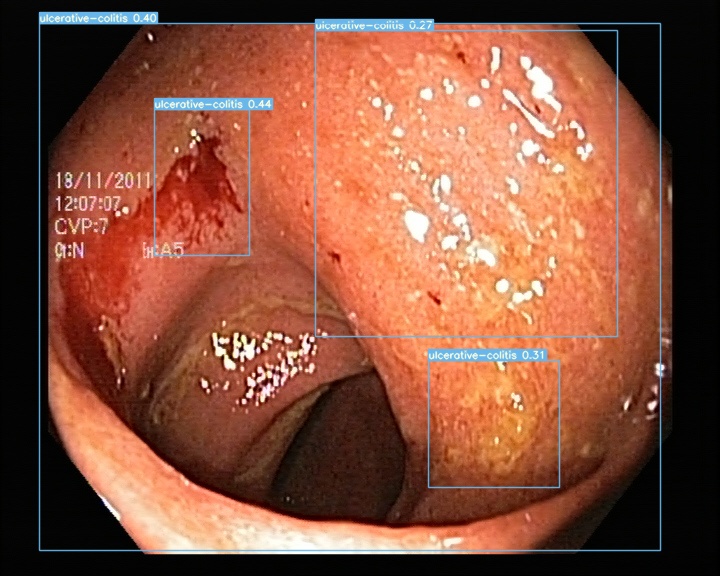 ulcerative-colitis 0.40
ulcerative-colitis 0.27
ulcerative-colitis 0.44
18/11/2011
12:07:07
CVP:7
ulcerative-colitis 0.31